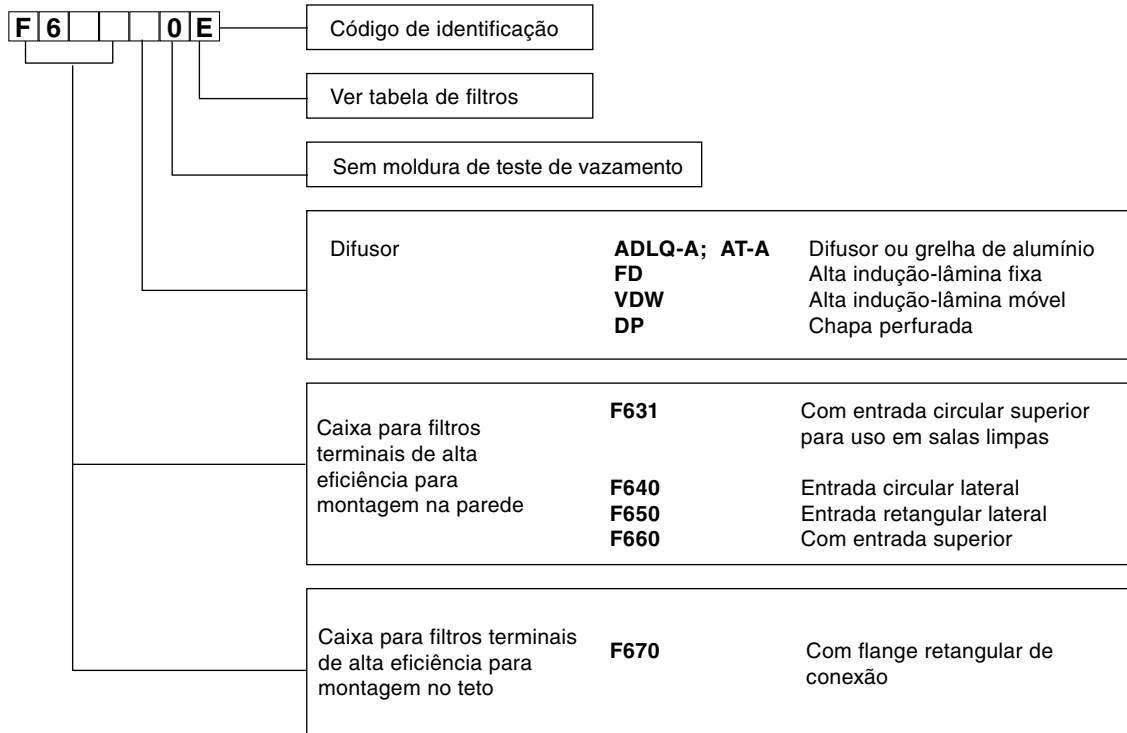 F 6 0 E
Código de identificação
Ver tabela de filtros
Sem moldura de teste de vazamento
Difusor
ADLQ-A; AT-A Difusor ou grelha de alumínio
FD Alta indução-lâmina fixa
VDW Alta indução-lâmina móvel
DP Chapa perfurada
Caixa para filtros
terminais de alta
eficiência para
montagem na parede
F631 Com entrada circular superior
para uso em salas limpas
F640 Entrada circular lateral
F650 Entrada retangular lateral
F660 Com entrada superior
Caixa para filtros terminais
de alta eficiência para
montagem no teto
F670 Com flange retangular de
conexão